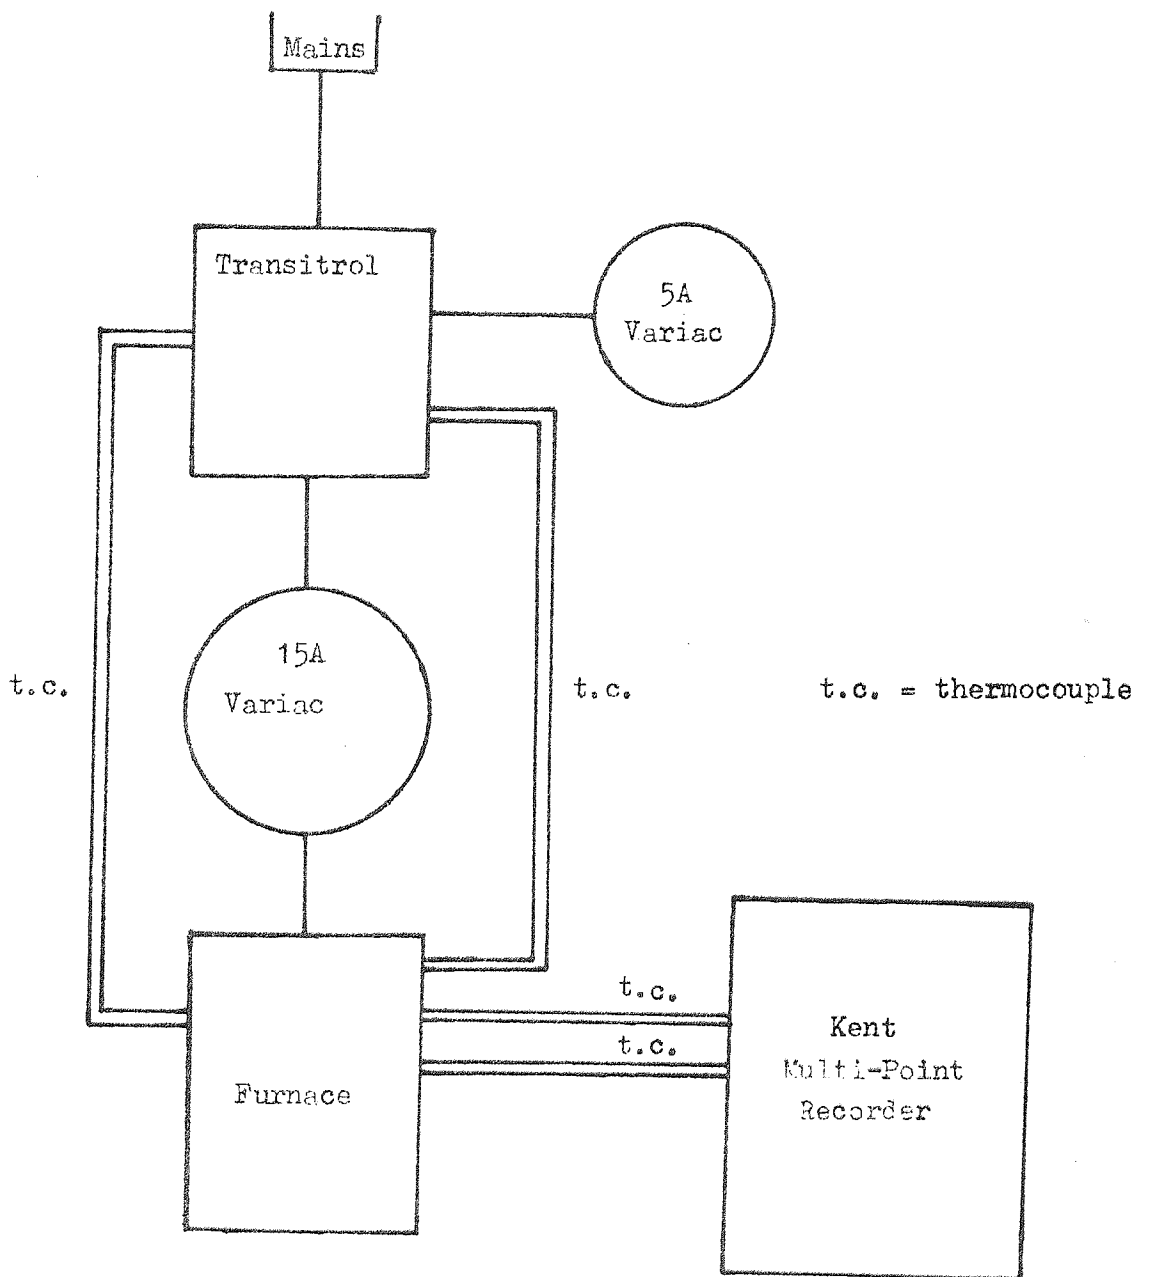 Mains
Transitrol
5A
Variac
15A
Variac
t.c.
t.c.
t.c. = thermocouple
t.c.
t.c.
Kent
Multi-Point
Recorder
Furnace